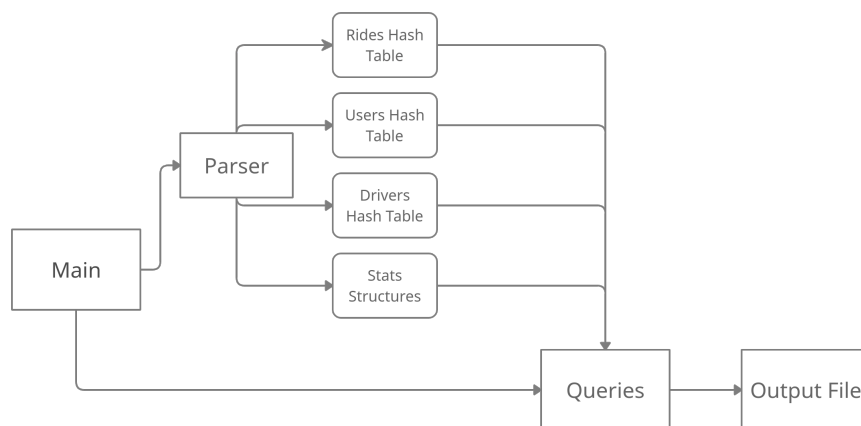 Rides Hash
Table
Users Hash
Table
Parser
Drivers
Hash Table
Main
Stats
Structures
Queries
Output File